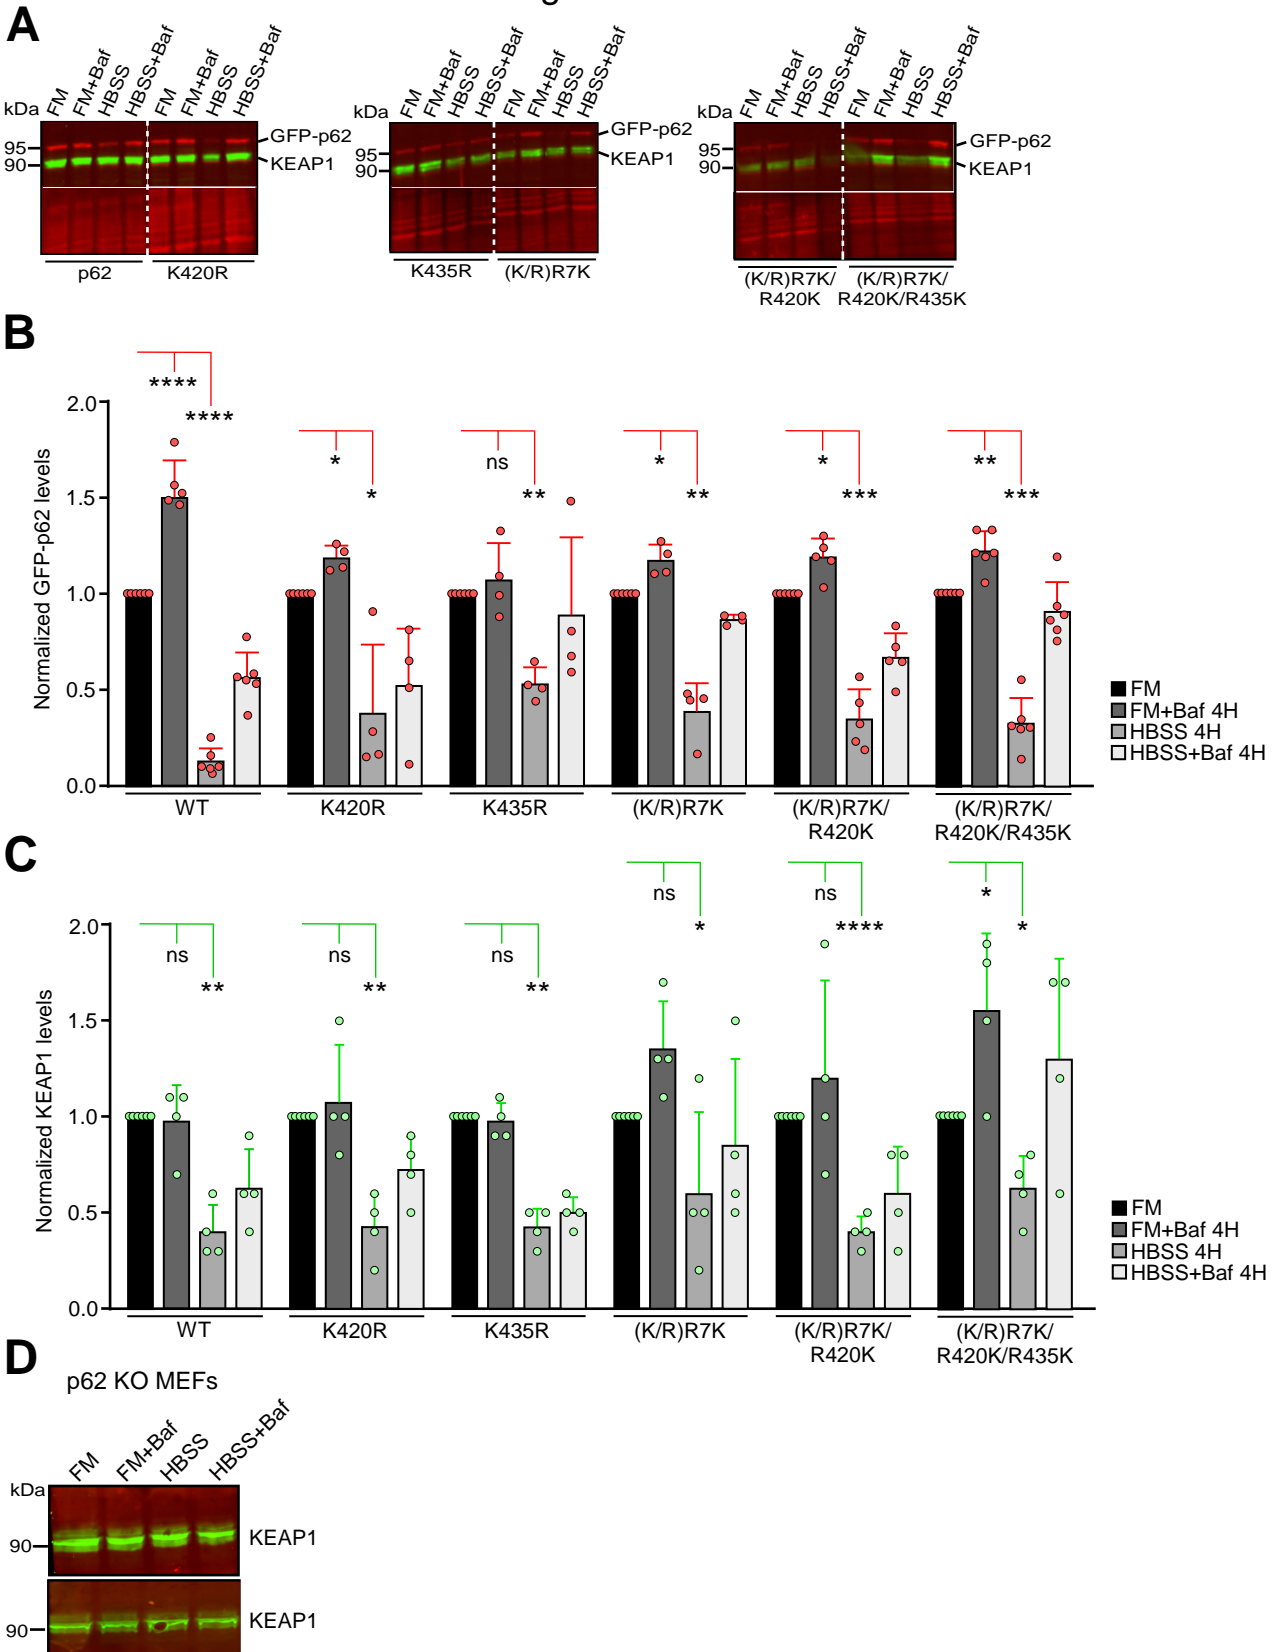 g
A
FM FM+Baf HBSS HBSS+Baf FM FM+Baf HBSS HBSS+Baf
kDa
95
90
GFP-p62
KEAP1
p62 K420R
FM FM+Baf HBSS HBSS+Baf FM FM+Baf HBSS HBSS+Baf
kDa
95
90
GFP-p62
KEAP1
K435R (K/R)R7K
FM FM+Baf HBSS HBSS+Baf FM FM+Baf HBSS HBSS+Baf
kDa
95
90
GFP-p62
KEAP1
(K/R)R7K/ (K/R)R7K/
R420K R420K/R435K
B
Normalized GFP-p62 levels
2.0
1.5
1.0
0.5
0.0
**** **** * * ns ** * ** * *** ** ***
WT K420R K435R (K/R)R7K (K/R)R7K/ (K/R)R7K/
R420K R420K/R435K
FM
FM+Baf 4H
HBSS 4H
HBSS+Baf 4H
C
Normalized KEAP1 levels
2.0
1.5
1.0
0.5
0.0
ns ** ns ** ns ** ns * ns **** * *
WT K420R K435R (K/R)R7K (K/R)R7K/ (K/R)R7K/
R420K R420K/R435K
FM
FM+Baf 4H
HBSS 4H
HBSS+Baf 4H
D
p62 KO MEFs
FM FM+Baf HBSS HBSS+Baf
kDa
90
KEAP1
90
KEAP1